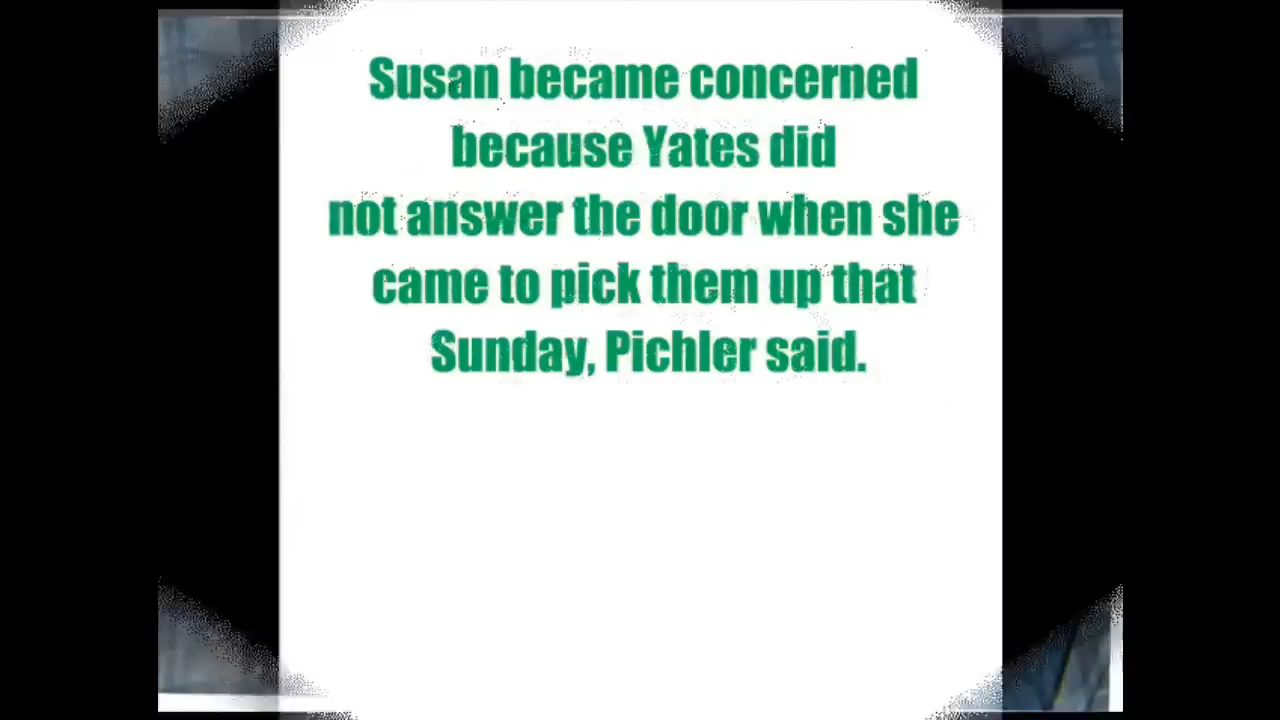 Susan became concerned
because Yates did
not answer the door when she
came to pick them up that
Sunday, Pichler said.